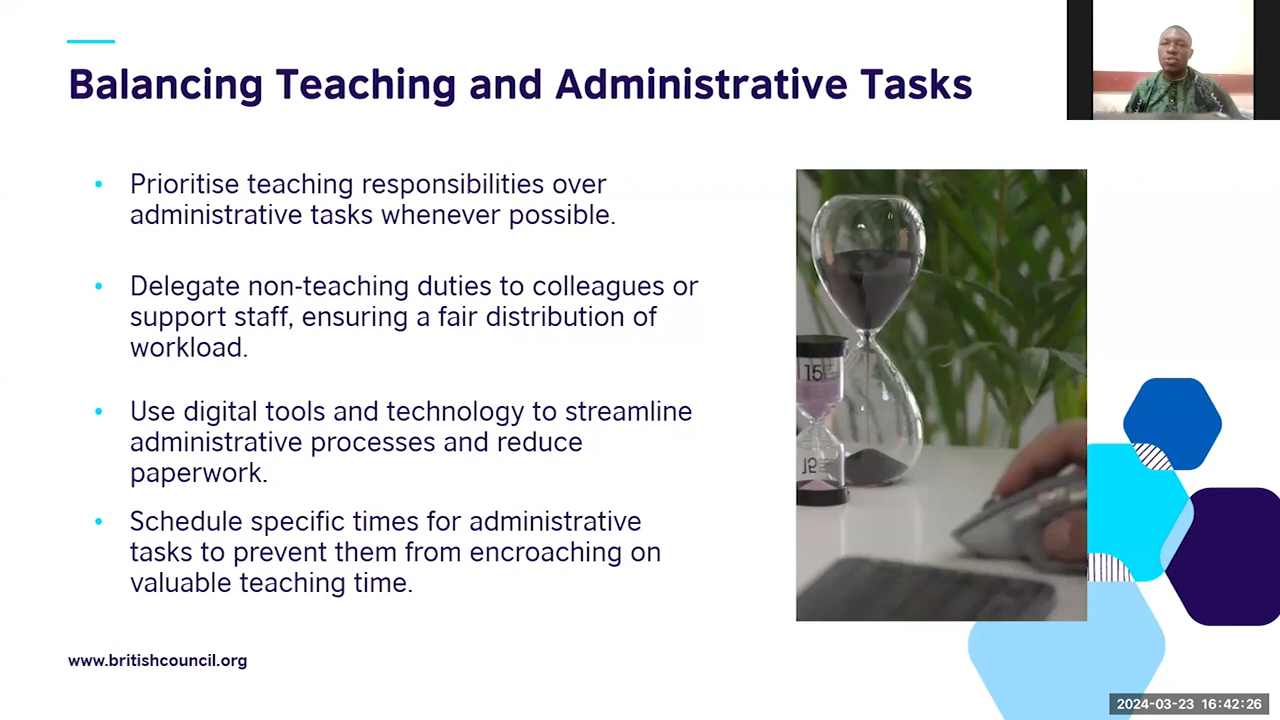 Balancing Teaching and Administrative Tasks
• Prioritise teaching responsibilities over
administrative tasks whenever possible.
• Delegate non-teaching duties to colleagues or
support staff, ensuring a fair distribution of
workload.
• Use digital tools and technology to streamline
administrative processes and reduce
paperwork.
• Schedule specific times for administrative
tasks to prevent them from encroaching on
valuable teaching time.
15
15
www.britishcouncil.org
2024-03-23 16:42:26